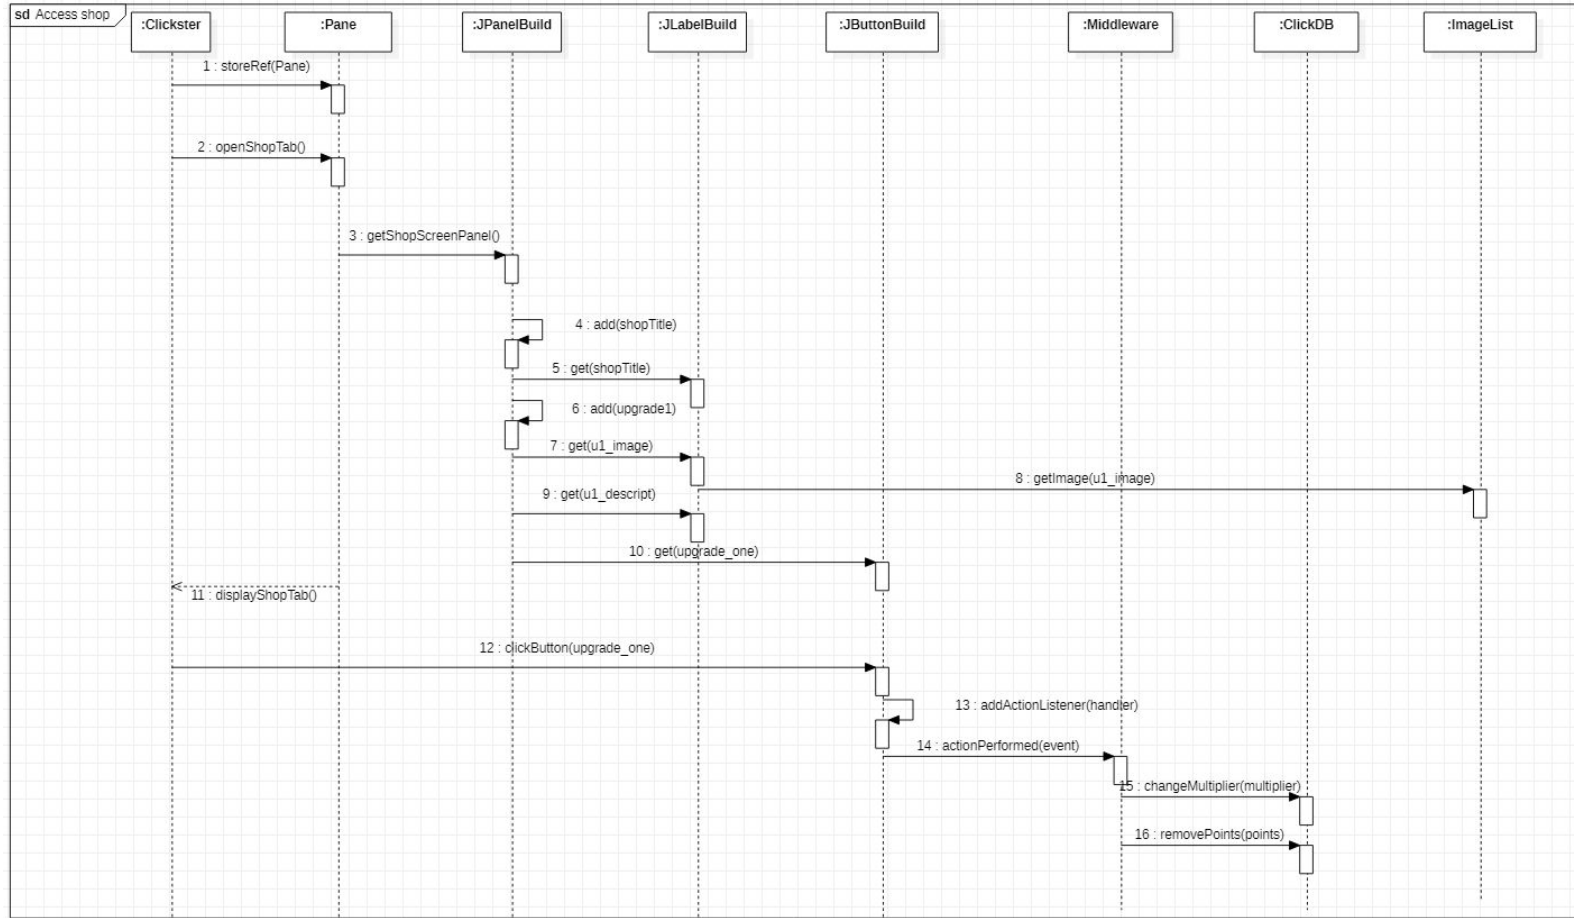 sd Access shop
:Clickster
:Pane
:JPanelBuild
:JLabelBuild
:JButtonBuild
:Middleware
:ClickDB
:ImageList
1 : storeRef(Pane)
2 : openShopTab()
3 : getShopScreenPanel()
4 : add(shopTitle)
5 : get(shopTitle)
6 : add(upgrade1)
7 : get(u1_image)
8 : getImage(u1_image)
9 : get(u1_descript)
10 : get(upgrade_one)
11 : displayShopTab()
12 : clickButton(upgrade_one)
13 : addActionListener(handler)
14 : actionPerformed(event)
15 : changeMultiplier(multiplier)
16 : removePoints(points)